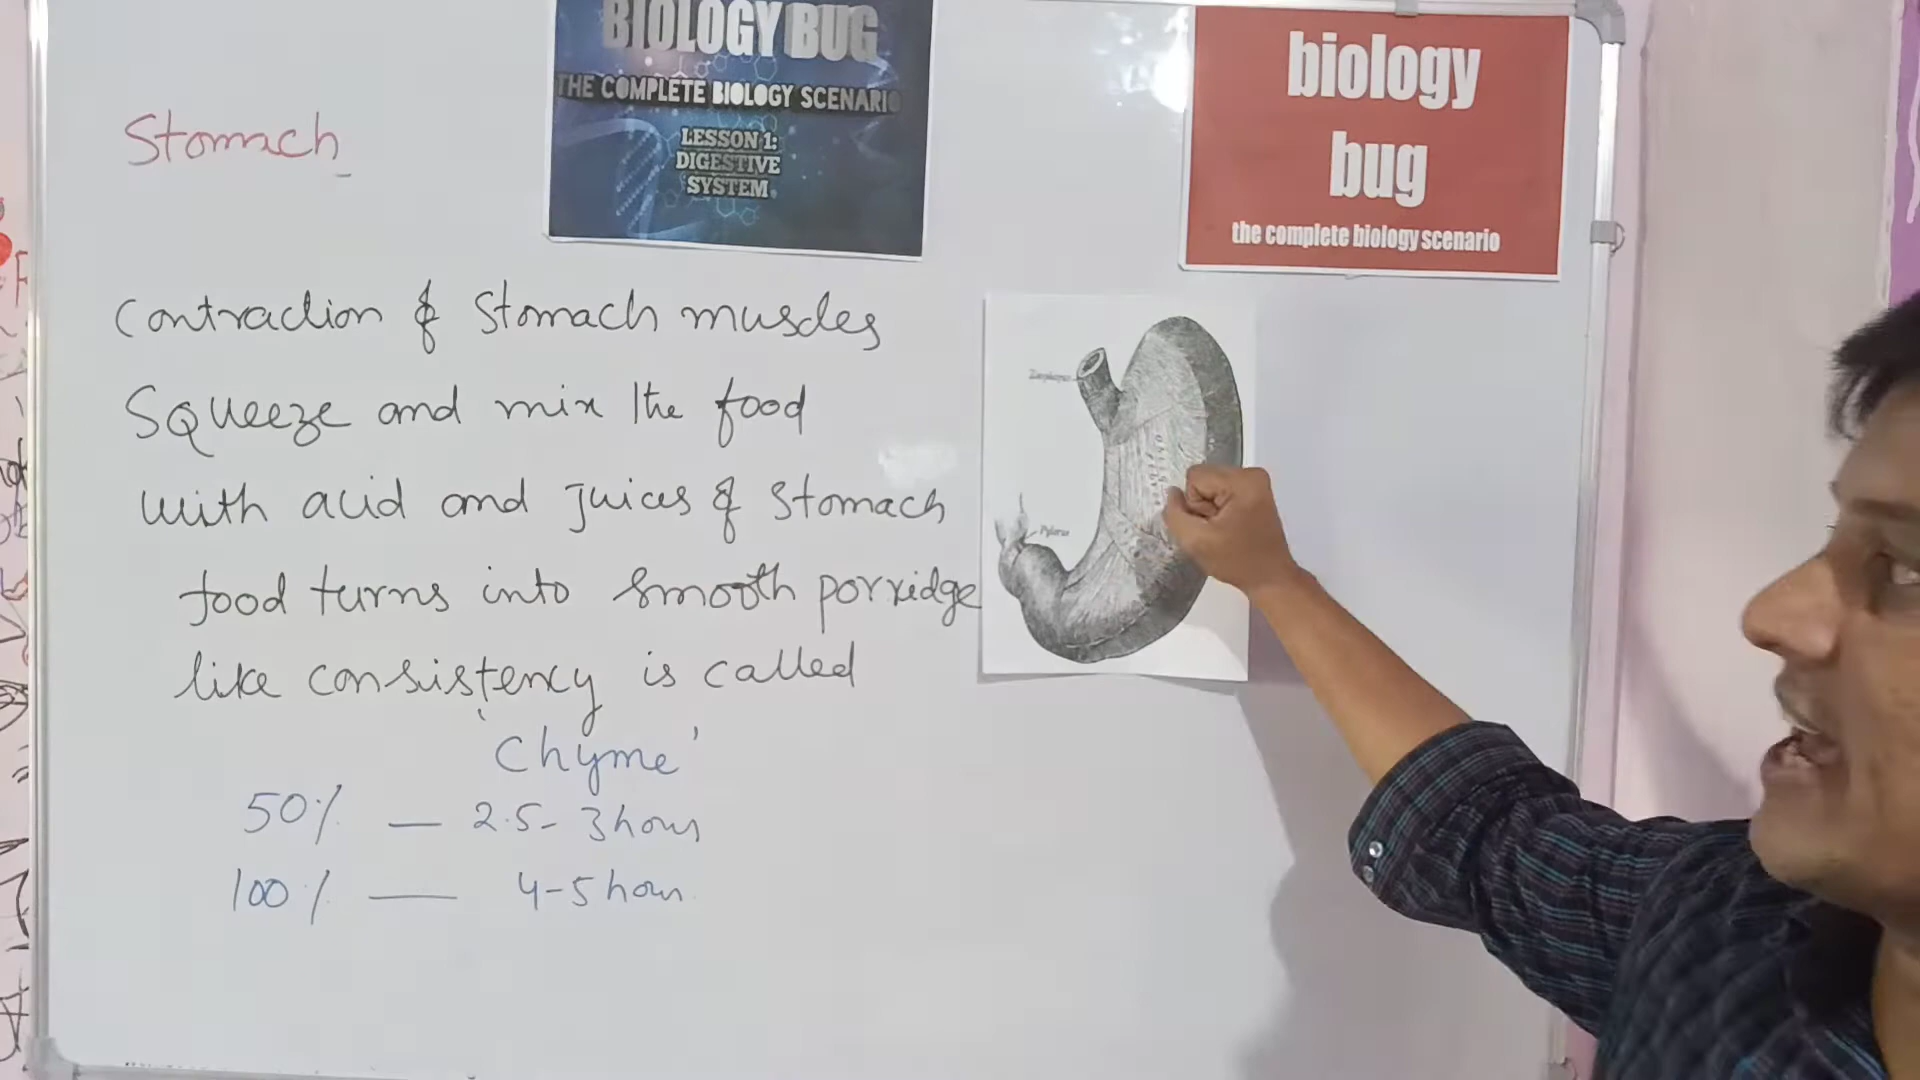 BIOLOGY BUG
THE COMPLETE BIOLOGY SCENARIO
LESSON 1:
DIGESTIVE
SYSTEM
biology
bug
the complete biology scenario
Stomach
Contraction of Stomach muscles
Squeeze and mix the food
with acid and juices of stomach
food turns into smooth porridge
like consistency is called
'Chyme'
50% — 2.5 - 3 hour
100% — 4-5 hour
Pylorus